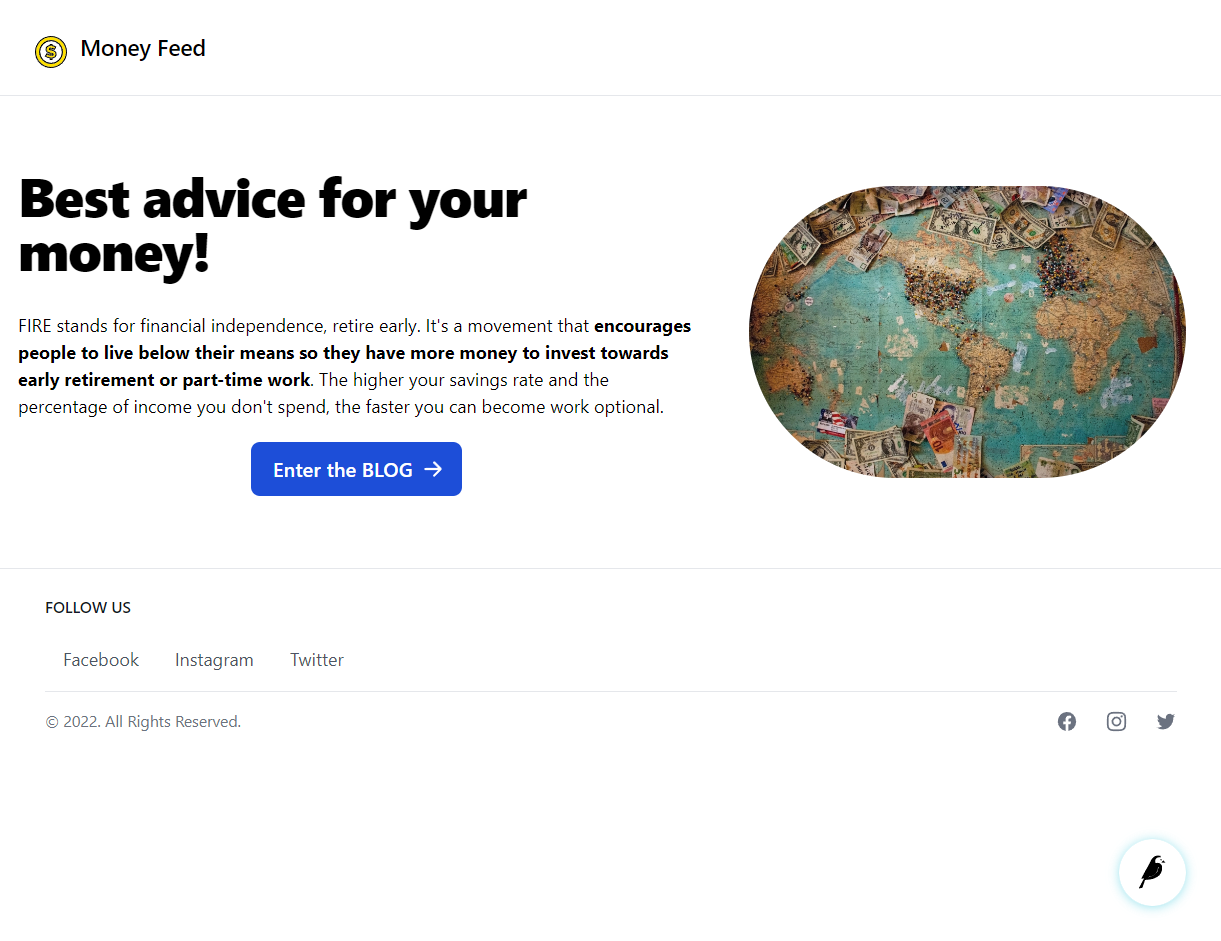 Money Feed
Best advice for your
money!
FIRE stands for financial independence, retire early. It's a movement that encourages
people to live below their means so they have more money to invest towards
early retirement or part-time work. The higher your savings rate and the
percentage of income you don't spend, the faster you can become work optional.
Enter the BLOG →
FOLLOW US
Facebook Instagram Twitter
© 2022. All Rights Reserved.